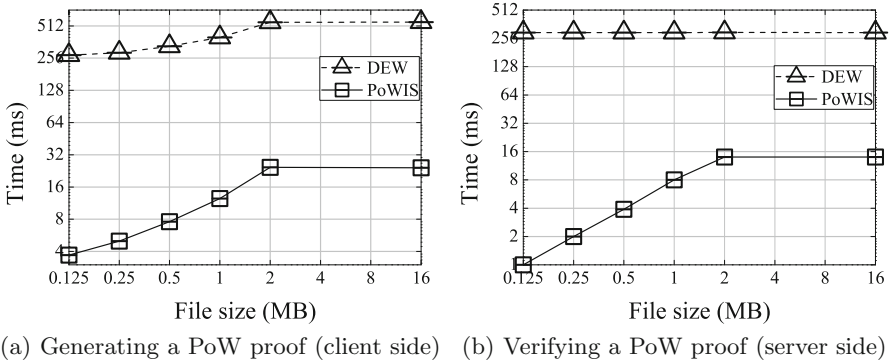 512
256
128
64
32
16
8
4
Time (ms)
DEW
PoWIS
0.125 0.25 0.5 1 2 4 8 16
File size (MB)
(a) Generating a PoW proof (client side)
512
256
128
64
32
16
8
4
2
1
Time (ms)
DEW
PoWIS
0.125 0.25 0.5 1 2 4 8 16
File size (MB)
(b) Verifying a PoW proof (server side)